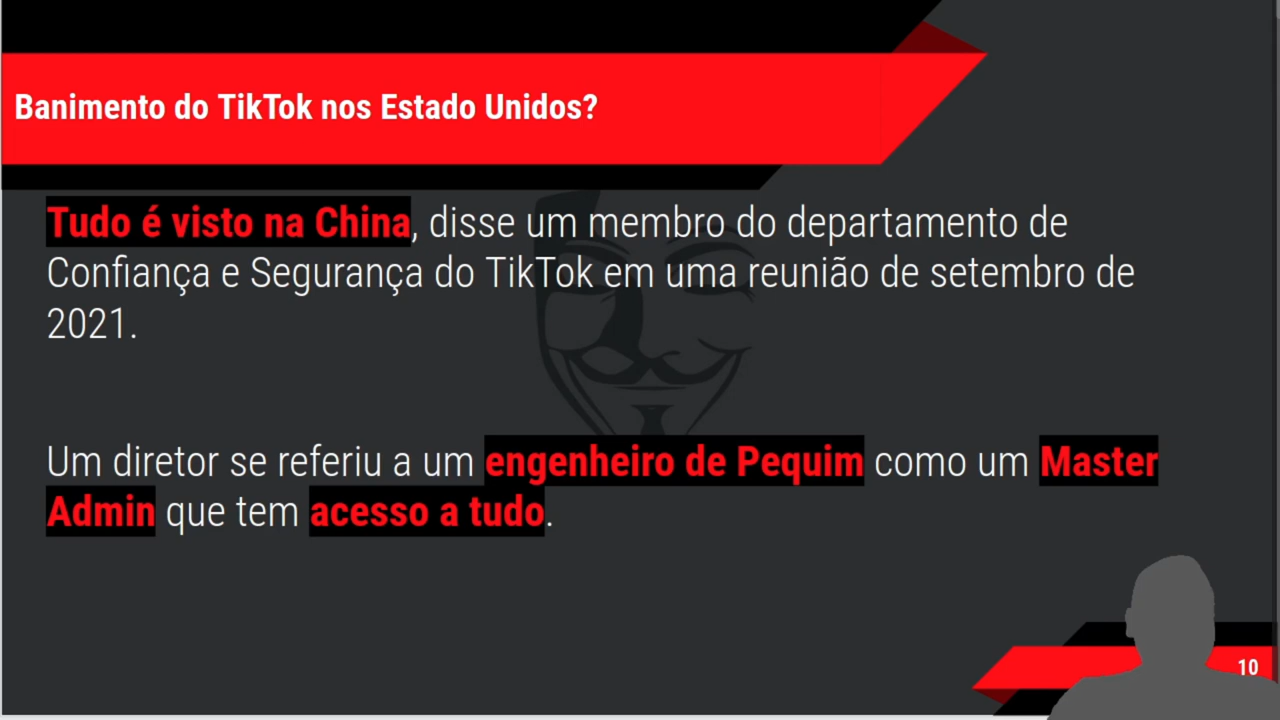 Banimento do TikTok nos Estado Unidos?
Tudo é visto na China, disse um membro do departamento de
Confiança e Segurança do TikTok em uma reunião de setembro de
2021.
Um diretor se referiu a um engenheiro de Pequim como um Master
Admin que tem acesso a tudo.
10